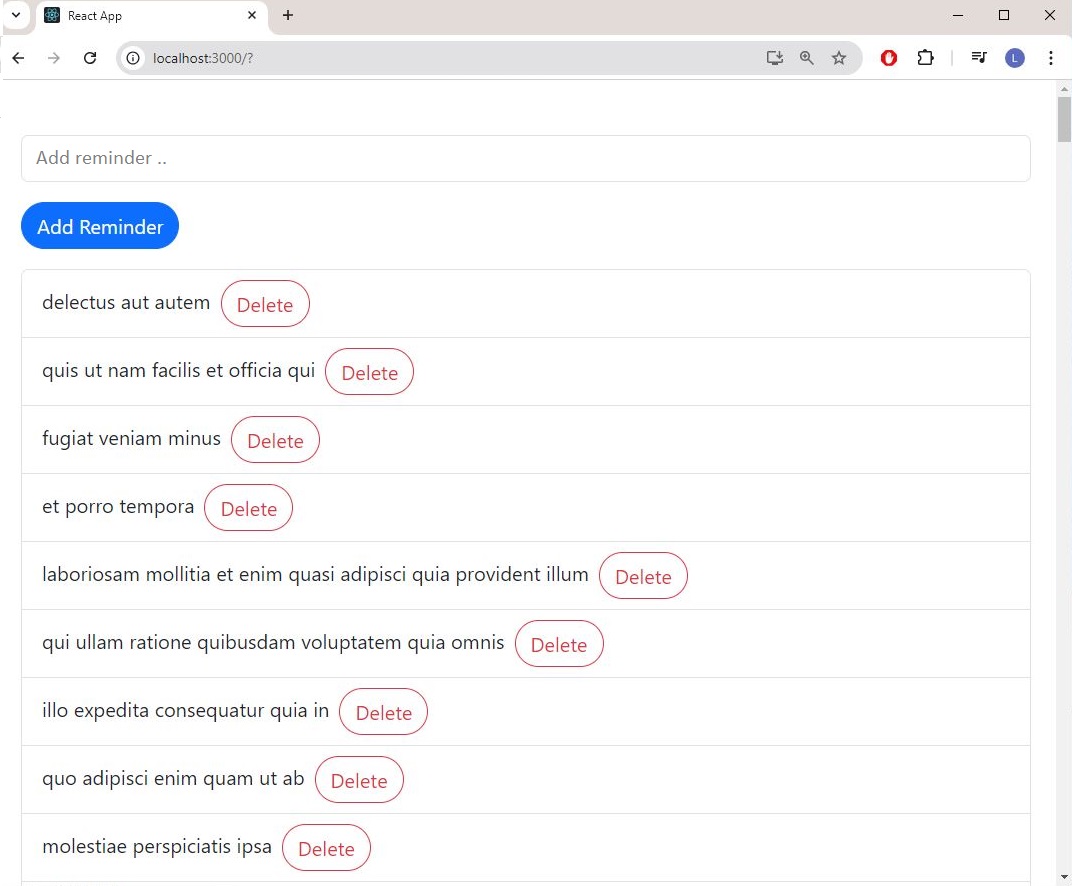 React App
localhost:3000/?
L
Add reminder ..
Add Reminder
delectus aut autem Delete
quis ut nam facilis et officia qui Delete
fugiat veniam minus Delete
et porro tempora Delete
laboriosam mollitia et enim quasi adipisci quia provident illum Delete
qui ullam ratione quibusdam voluptatem quia omnis Delete
illo expedita consequatur quia in Delete
quo adipisci enim quam ut ab Delete
molestiae perspiciatis ipsa Delete